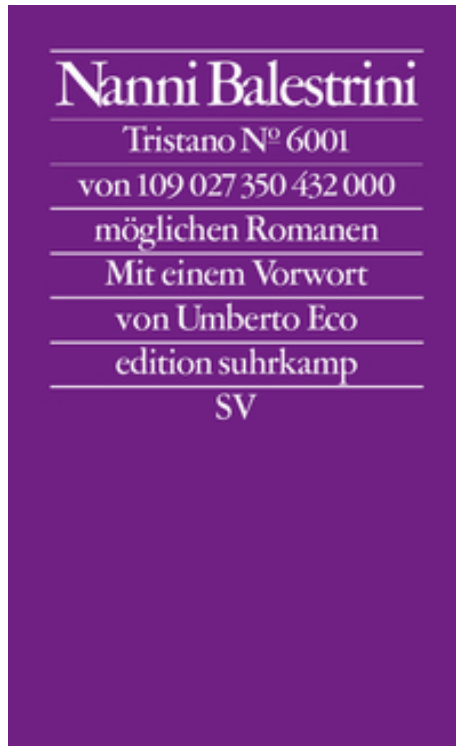 Nanni Balestrini
Tristano Nº 6001
von 109 027 350 432 000
möglichen Romanen
Mit einem Vorwort
von Umberto Eco
edition suhrkamp
SV